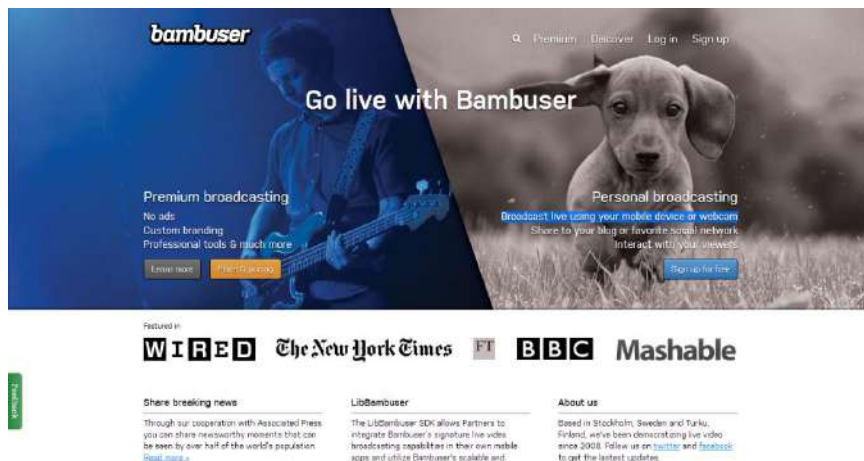 bambuser
Premium Discover Log in Sign up
Go live with Bambuser
Premium broadcasting
No ads
Custom branding
Professional tools & much more
Learn more
Personal broadcasting
Broadcast live using your mobile device or webcam
Share to your blog or favorite social network
Interact with your viewers
Sign up for free
Featured in
WIRED The New York Times FT BBC Mashable
Feedback
Share breaking news
Through our cooperation with Associated Press
you can share newsworthy moments that can
be seen by over half of the world's population
Read more »
LibBambuser
The LibBambuser SDK allows Partners to
integrate Bambuser's signature live video
broadcasting capabilities in their own mobile
apps and utilize Bambuser's scalable and
About us
Based in Stockholm, Sweden and Turku,
Finland, we've been democratizing live video
since 2008. Follow us on twitter and facebook
to get the lastest updates.